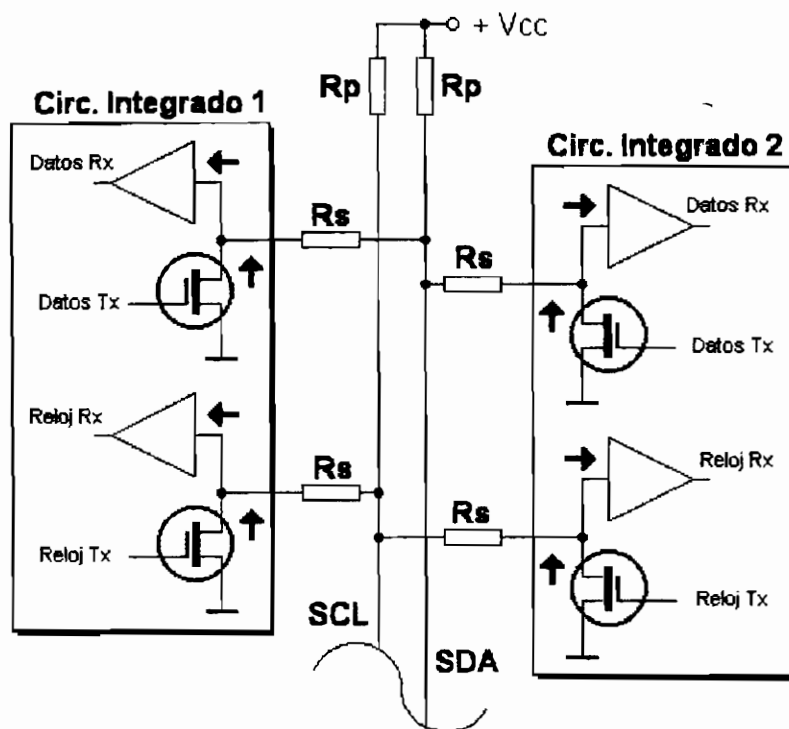 + Vcc
Rp
Rp
Circ. Integrado 1
Datos Rx
Rs
Datos Tx
Reloj Rx
Rs
Reloj Tx
Circ. Integrado 2
Datos Rx
Rs
Datos Tx
Reloj Rx
Rs
Reloj Tx
SCL
SDA